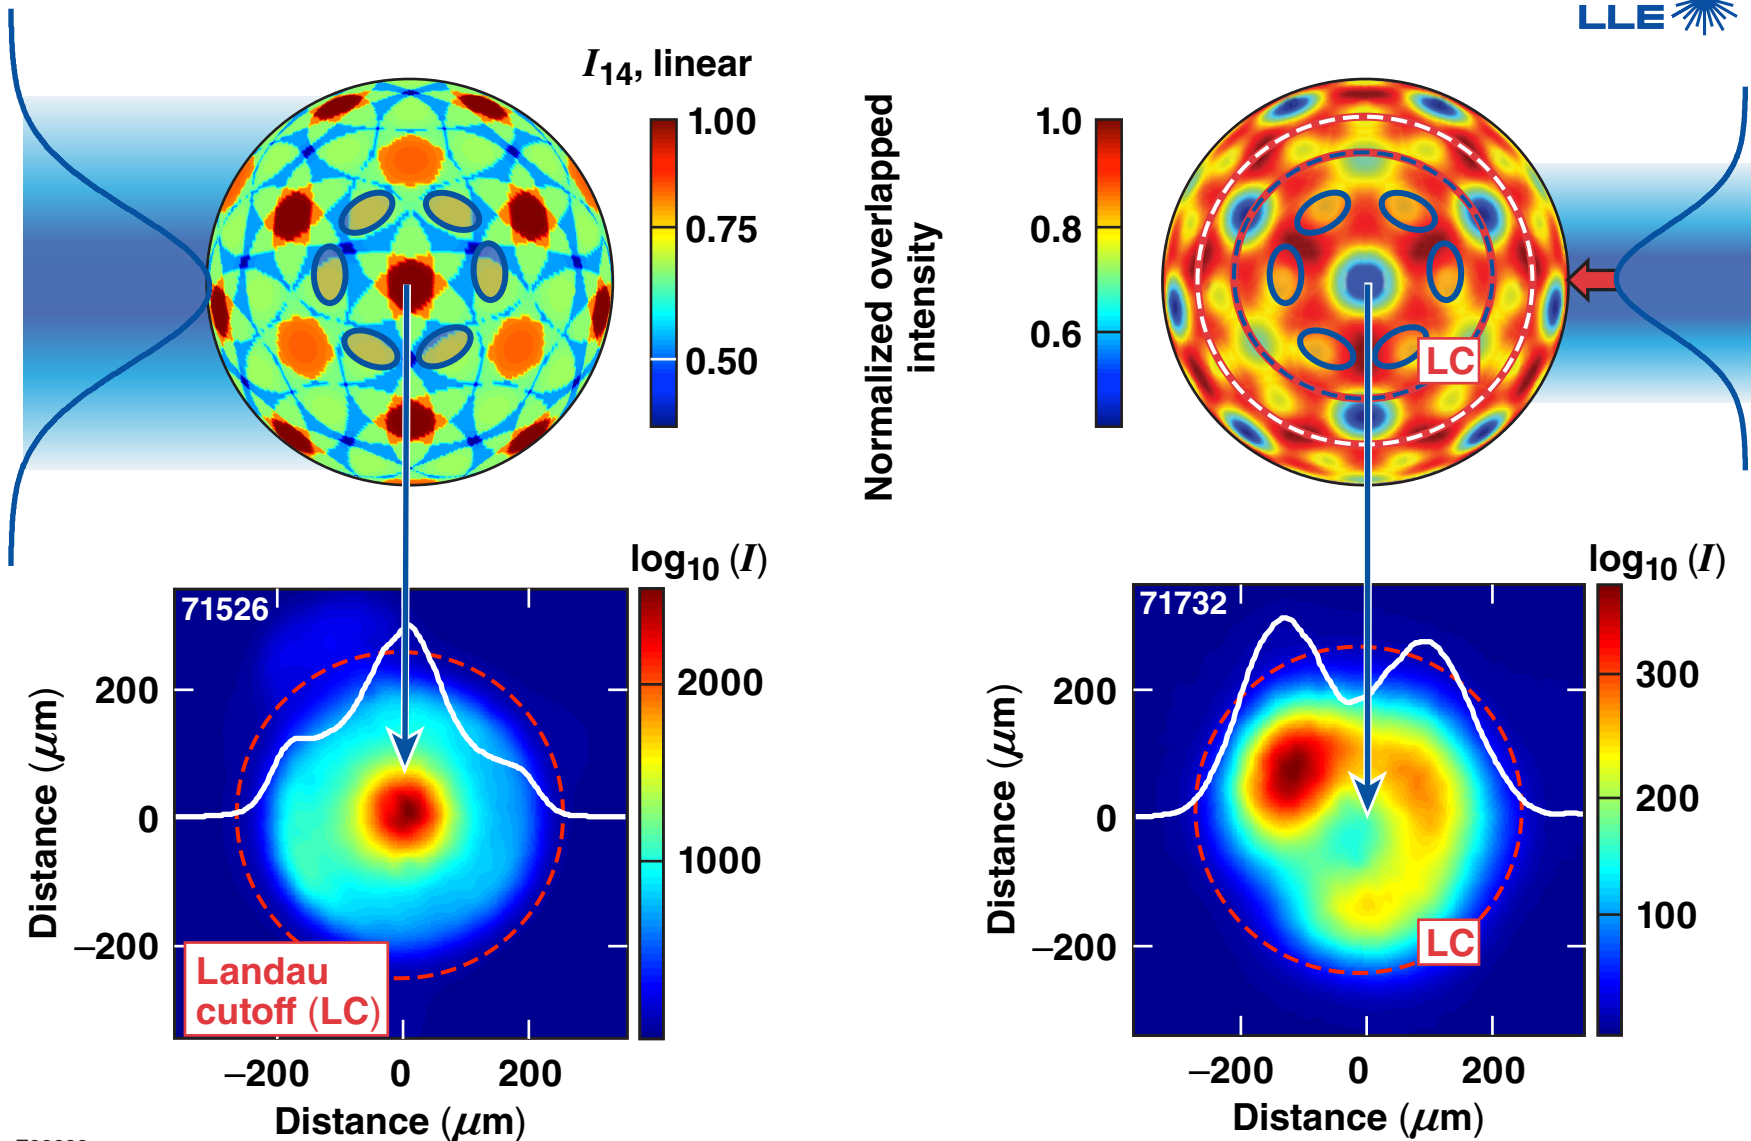 LLE
I14, linear
1.00
0.75
0.50
Normalized overlapped
intensity
1.0
0.8
0.6
LC
log10 (I)
71526
2000
1000
200
0
–200
Distance (μm)
Landau
cutoff (LC)
–200 0 200
Distance (μm)
log10 (I)
71732
300
200
100
200
0
–200
Distance (μm)
LC
–200 0 200
Distance (μm)